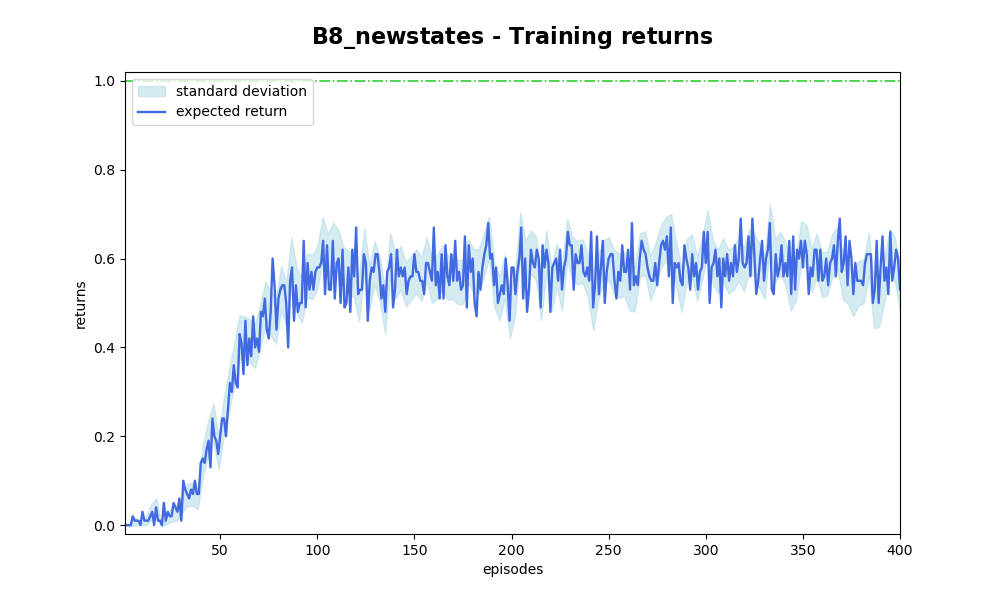 B8_newstates - Training returns
1.0
0.8
0.6
0.4
0.2
0.0
returns
standard deviation
expected return
50 100 150 200 250 300 350 400
episodes